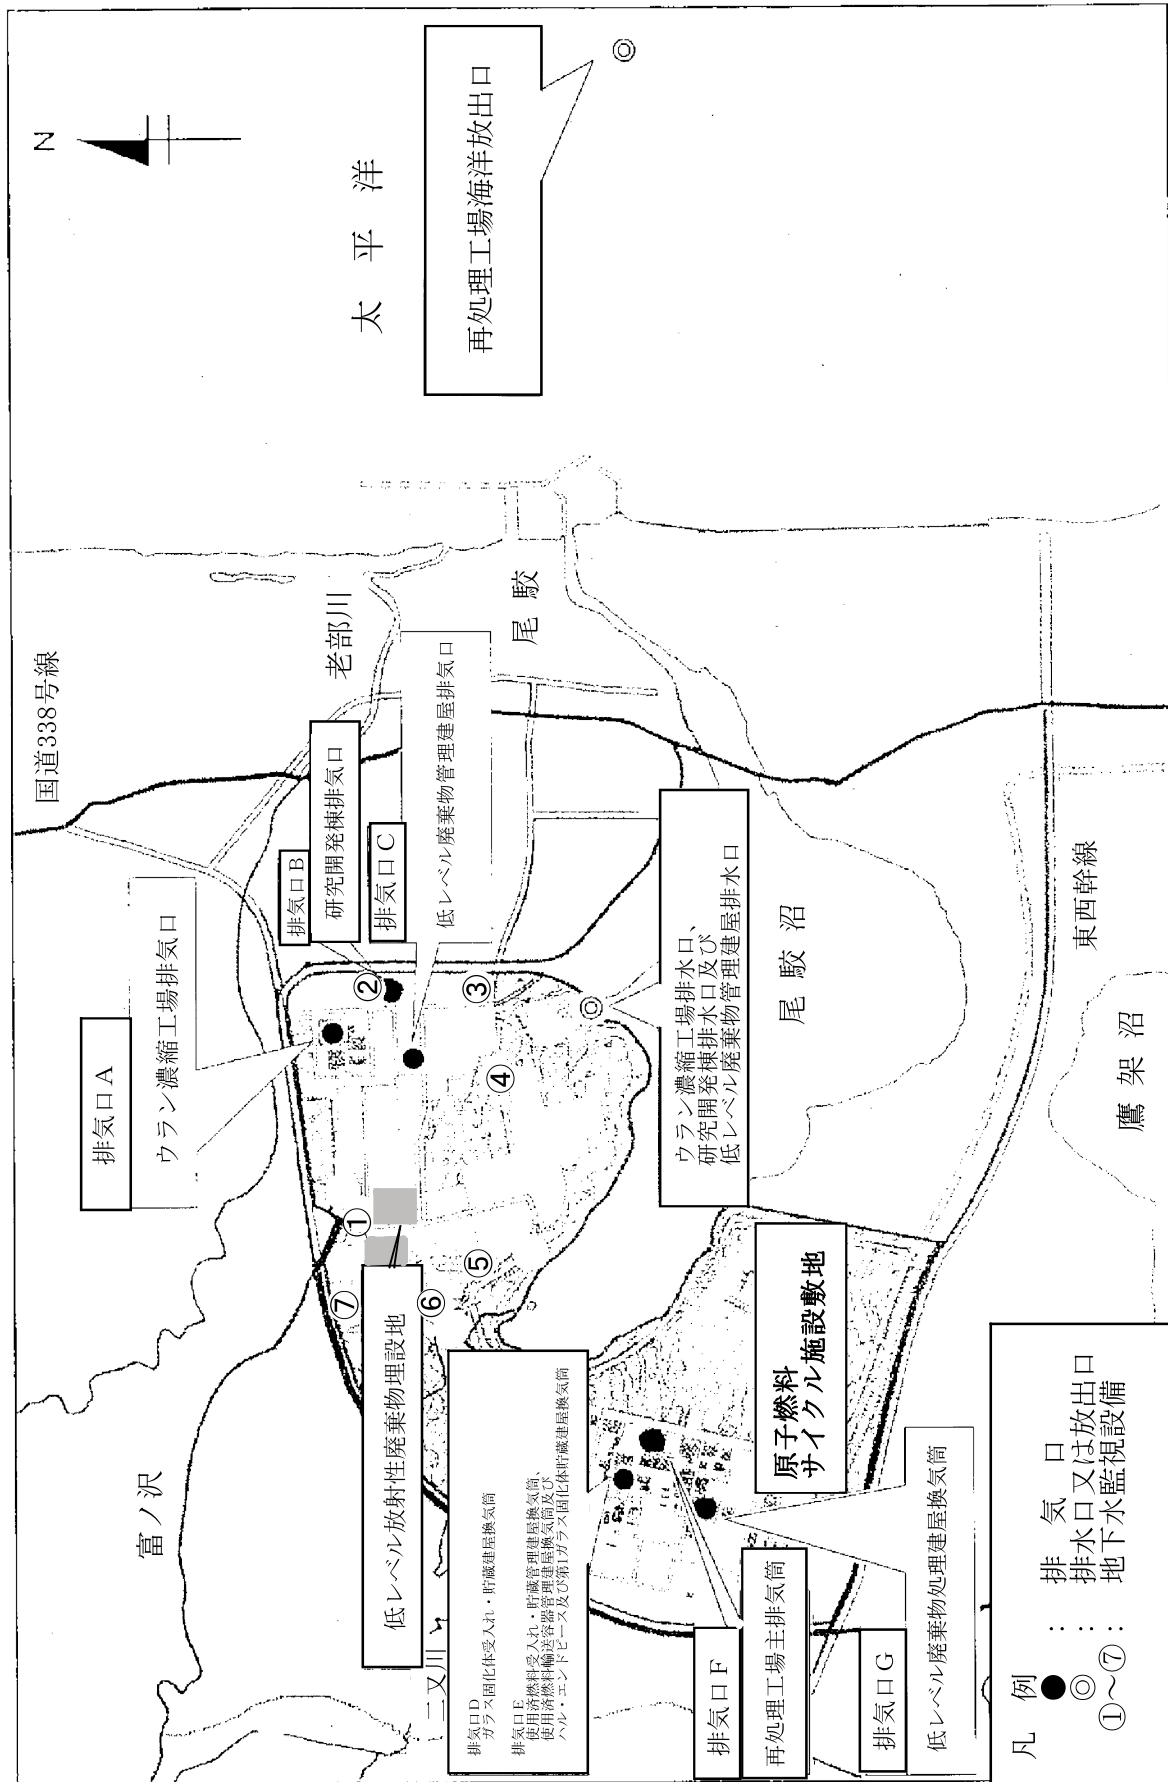 N
太平洋
再処理工場海洋放出口
国道338号線
老部川
尾駮
排気口A
ウラン濃縮工場排気口
排気口B
研究開発棟排気口
排気口C
低レベル廃棄物管理建屋排気口
②
③
④
①
⑤
⑥
⑦
ウラン濃縮工場排水口、
研究開発棟排水口及び
低レベル廃棄物管理建屋排水口
尾駮沼
東西幹線
鷹架沼
富ノ沢
低レベル放射性廃棄物埋設地
二又川
原子燃料
サイクル施設敷地
排気口D
ガラス固化体受入れ・貯蔵建屋換気筒
排気口E
使用済燃料受入れ・貯蔵管理建屋換気筒、
使用済燃料輸送容器管理建屋換気筒及び
ハル・エンドピース及び第1ガラス固化体貯蔵建屋換気筒
排気口F
再処理工場主排気筒
排気口G
低レベル廃棄物処理建屋換気筒
凡例
● : 排気口
◎ : 排水口又は放出口
①～⑦ : 地下水監視設備